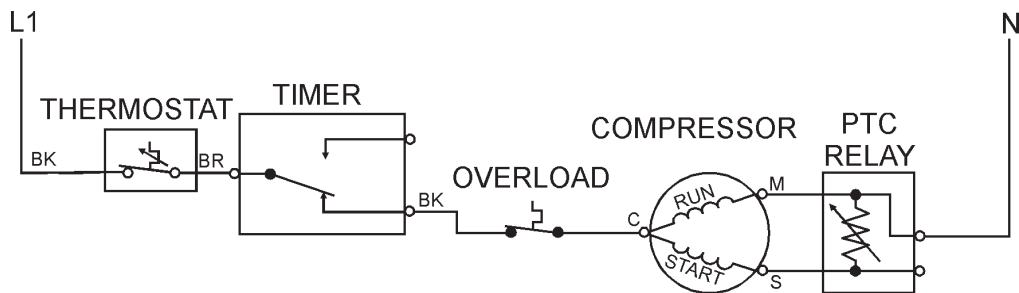 L1
N
THERMOSTAT
TIMER
COMPRESSOR
PTC
RELAY
OVERLOAD
BK
BR
BK
C
RUN
START
M
S